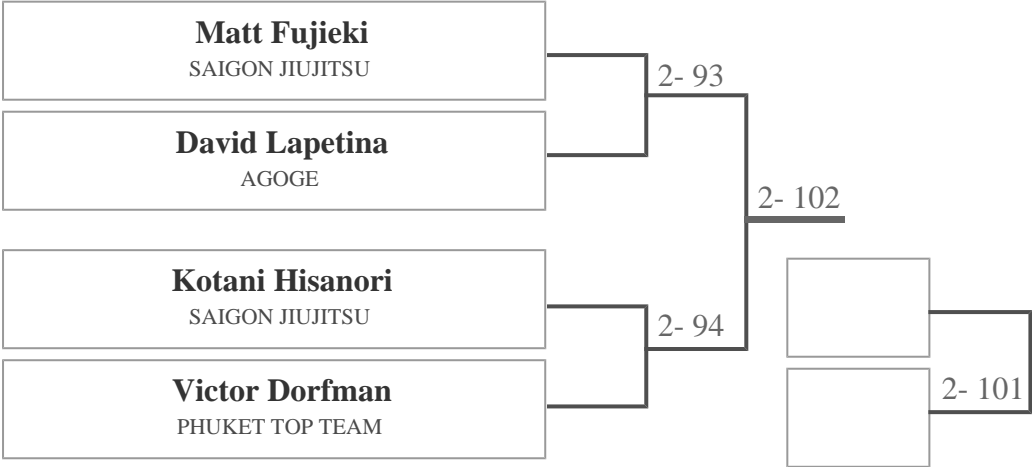 Matt Fujieki
SAIGON JIUJITSU
2- 93
David Lapetina
AGOGE
2- 102
Kotani Hisanori
SAIGON JIUJITSU
2- 94
Victor Dorfman
PHUKET TOP TEAM
2- 101